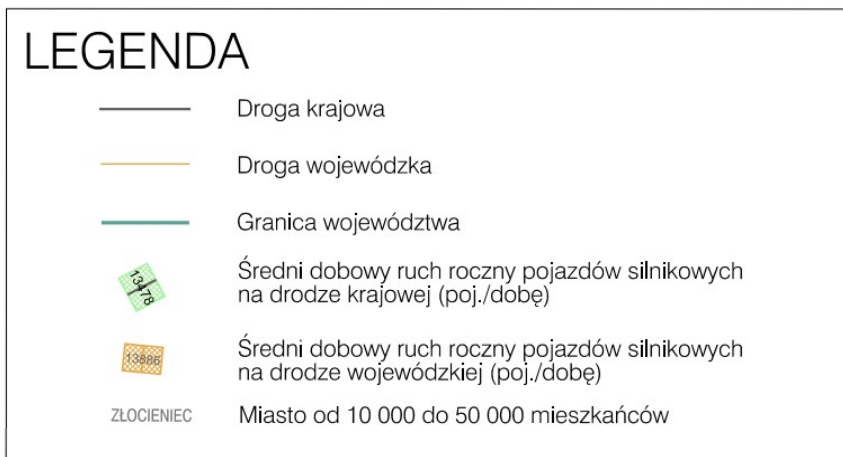 LEGENDA
Droga krajowa
Droga wojewódzka
Granica województwa
13478
Średni dobowy ruch roczny pojazdów silnikowych
na drodze krajowej (poj./dobę)
13886
Średni dobowy ruch roczny pojazdów silnikowych
na drodze wojewódzkiej (poj./dobę)
ZŁOCIENIEC
Miasto od 10 000 do 50 000 mieszkańców